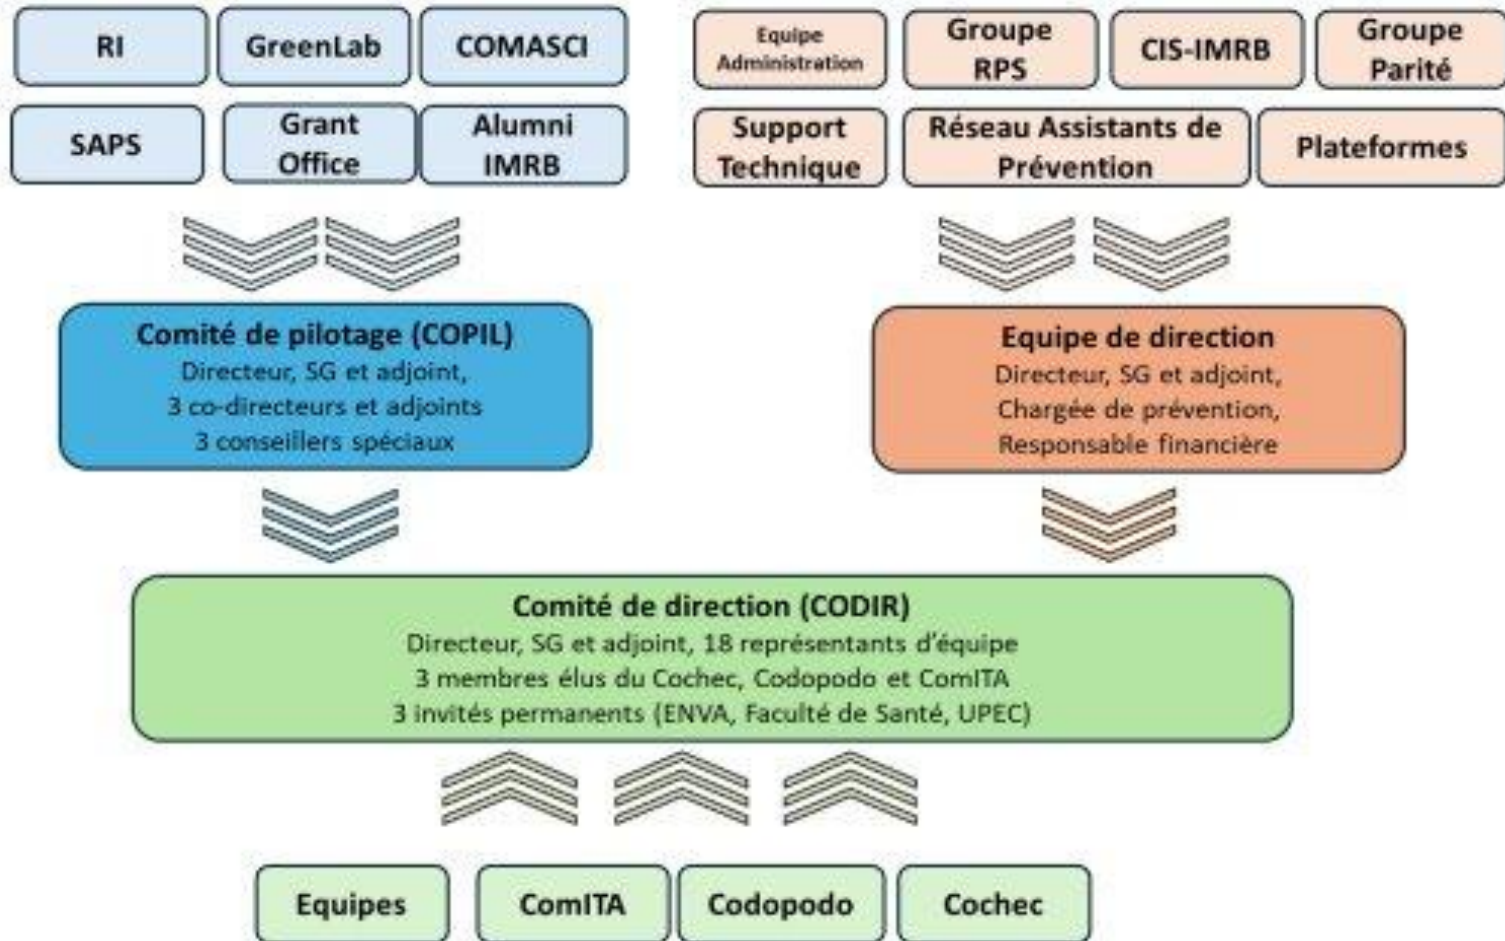 RI
GreenLab
COMASCI
SAPS
Grant
Office
Alumni
IMRB
Equipe
Administration
Groupe
RPS
CIS-IMRB
Groupe
Parité
Support
Technique
Réseau Assistants de
Prévention
Plateformes
Comité de pilotage (COPIL)
Directeur, SG et adjoint,
3 co-directeurs et adjoints
3 conseillers spéciaux
Equipe de direction
Directeur, SG et adjoint,
Chargée de prévention,
Responsable financière
Comité de direction (CODIR)
Directeur, SG et adjoint, 18 représentants d'équipe
3 membres élus du Cochec, Codopodo et ComITA
3 invités permanents (ENVA, Faculté de Santé, UPEC)
Equipes
ComITA
Codopodo
Cochec